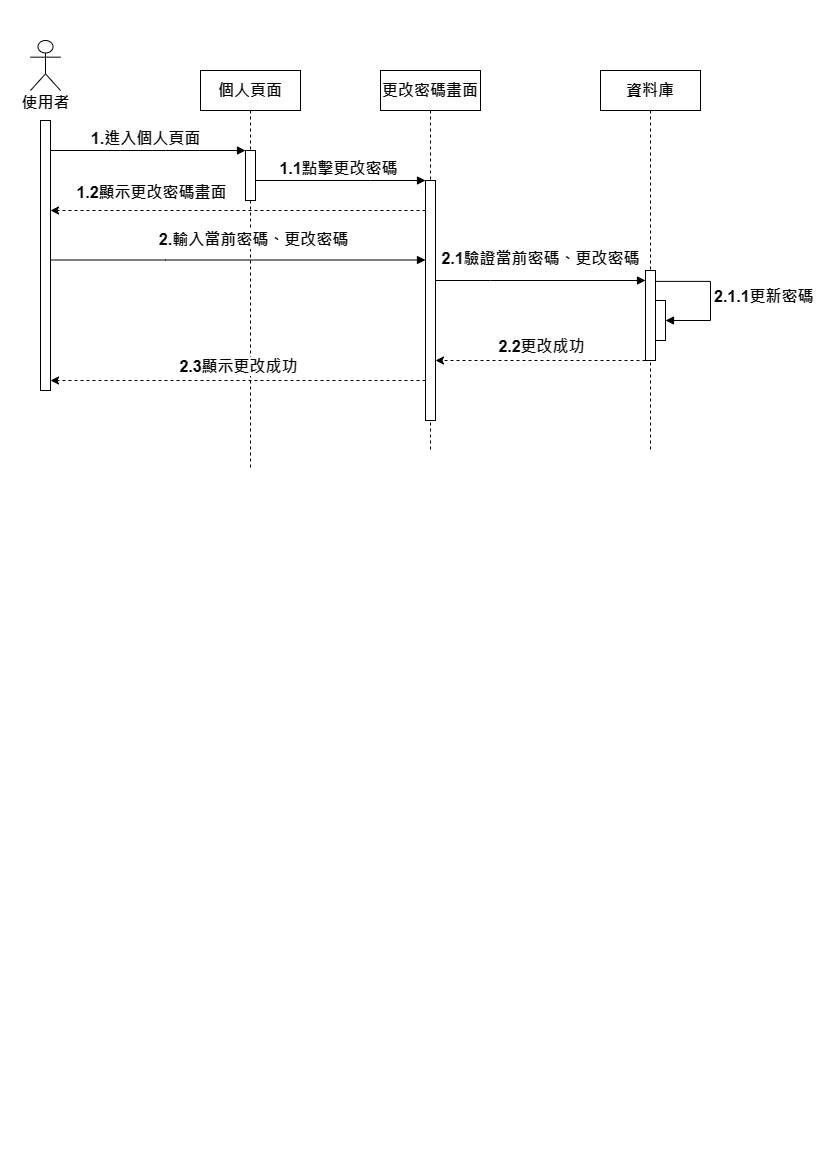 使用者
個人頁面
更改密碼畫面
資料庫
1.進入個人頁面
1.1點擊更改密碼
1.2顯示更改密碼畫面
2.輸入當前密碼、更改密碼
2.1驗證當前密碼、更改密碼
2.1.1更新密碼
2.2更改成功
2.3顯示更改成功